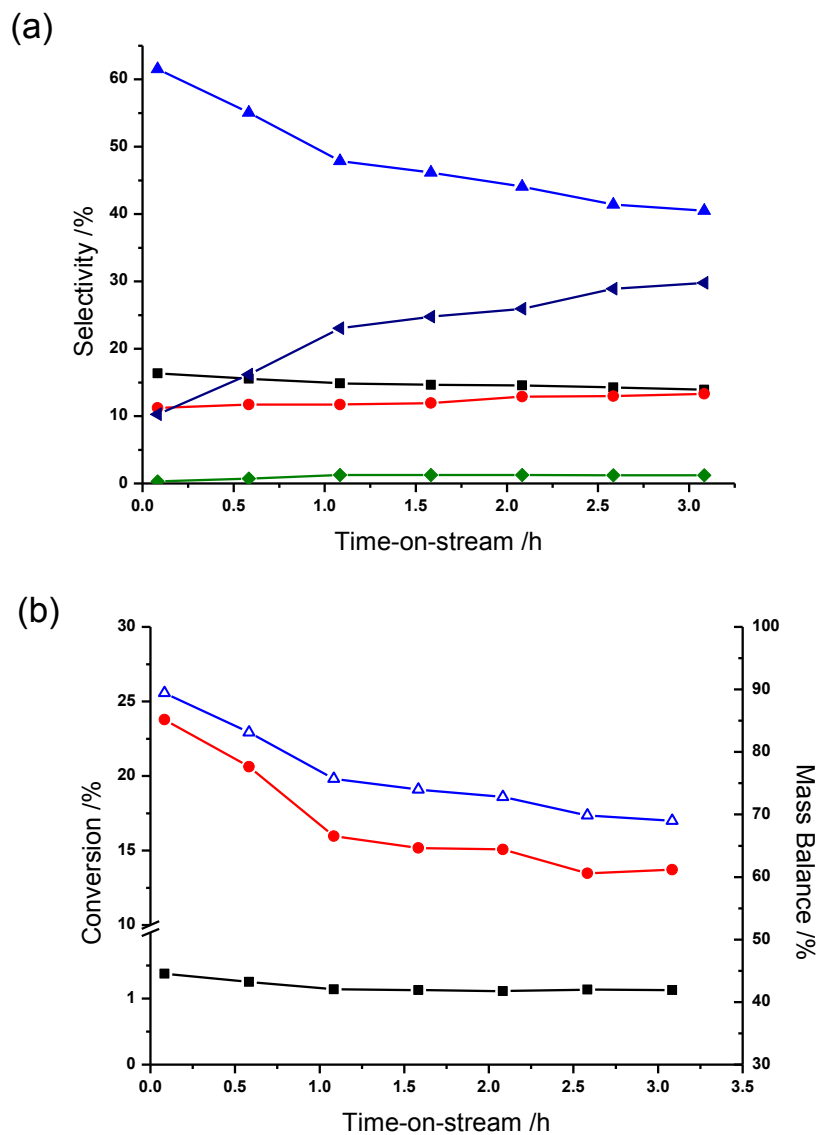 (a)
60
50
40
30
20
10
0
Selectivity /%
0.0 0.5 1.0 1.5 2.0 2.5 3.0
Time-on-stream /h
(b)
30
25
20
15
10
1
0
Conversion /%
100
90
80
70
60
50
40
30
Mass Balance /%
0.0 0.5 1.0 1.5 2.0 2.5 3.0 3.5
Time-on-stream /h